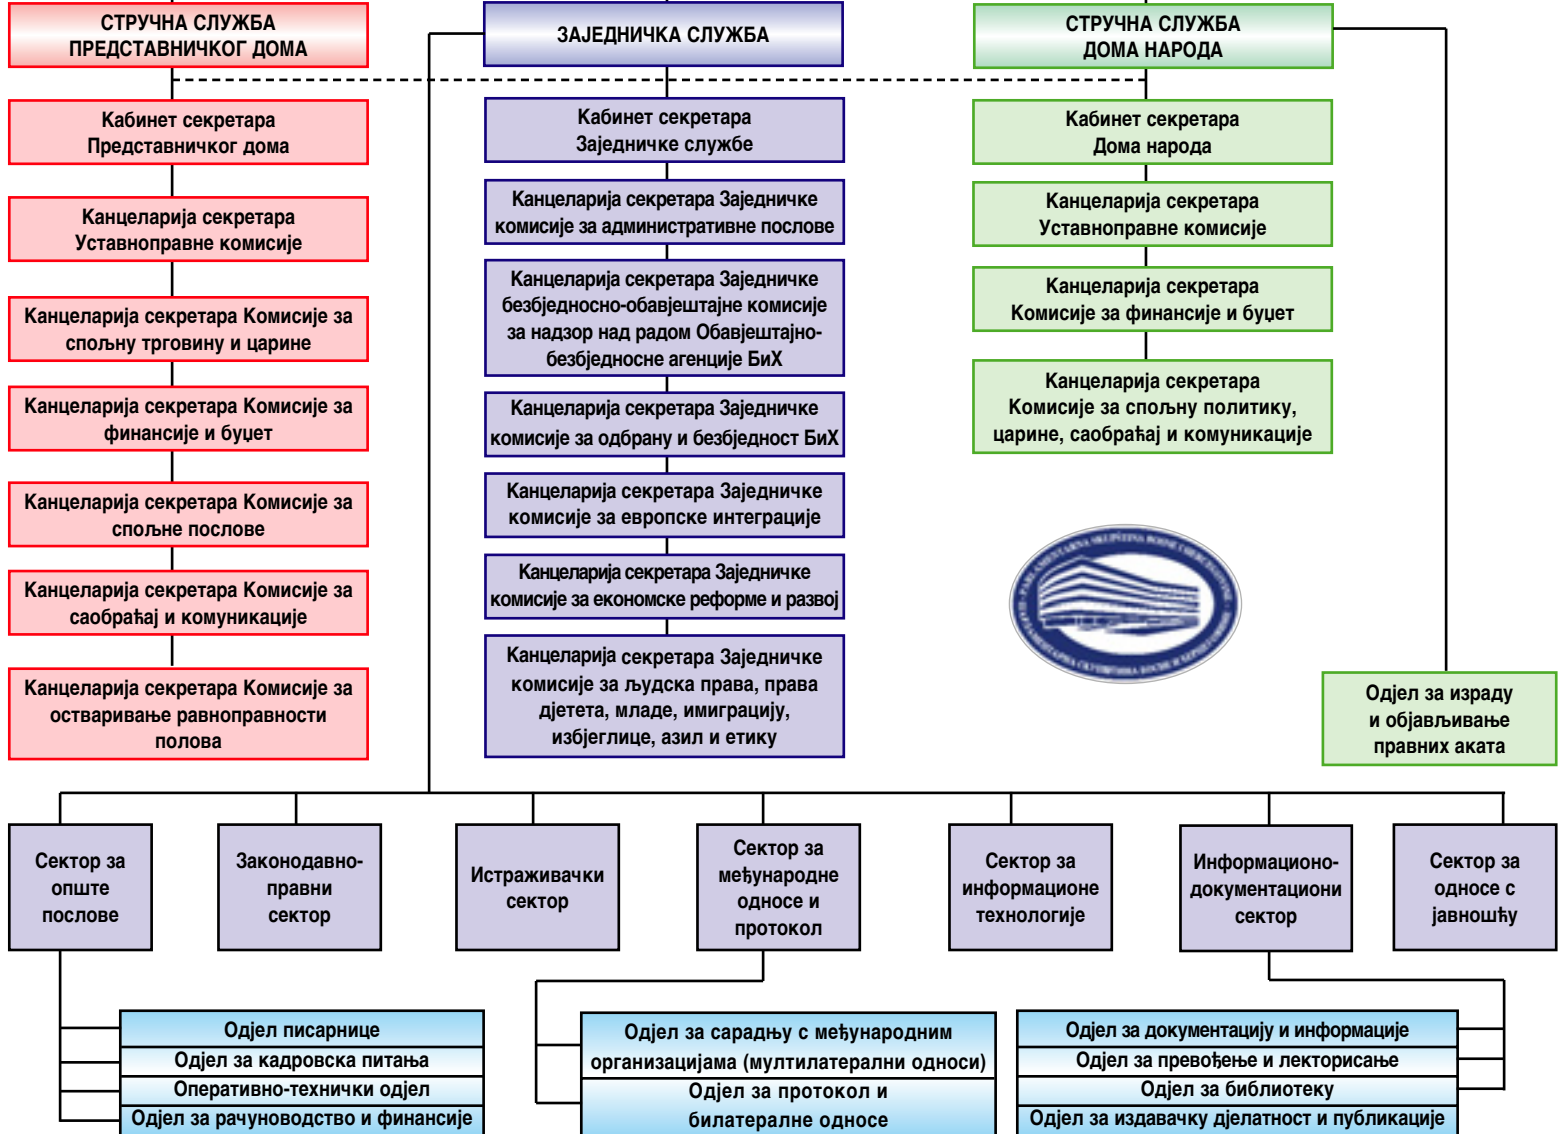 СТРУЧНА СЛУЖБА
ПРЕДСТАВНИЧКОГ ДОМА
Кабинет секретара
Представничког дома
Канцеларија секретара
Уставноправне комисије
Канцеларија секретара Комисије за
спољну трговину и царине
Канцеларија секретара Комисије за
финансије и буџет
Канцеларија секретара Комисије за
спољне послове
Канцеларија секретара Комисије за
саобраћај и комуникације
Канцеларија секретара Комисије за
остваривање равноправности
полова
ЗАЈЕДНИЧКА СЛУЖБА
Кабинет секретара
Заједничке службе
Канцеларија секретара Заједничке
комисије за административне послове
Канцеларија секретара Заједничке
безбједносно-обавјештајне комисије
за надзор над радом Обавјештајно-
безбједносне агенције БиХ
Канцеларија секретара Заједничке
комисије за одбрану и безбједност БиХ
Канцеларија секретара Заједничке
комисије за европске интеграције
Канцеларија секретара Заједничке
комисије за економске реформе и развој
Канцеларија секретара Заједничке
комисије за људска права, права
дјетета, младе, имиграцију,
избјеглице, азил и етику
СТРУЧНА СЛУЖБА
ДОМА НАРОДА
Кабинет секретара
Дома народа
Канцеларија секретара
Уставноправне комисије
Канцеларија секретара
Комисије за финансије и буџет
Канцеларија секретара
Комисије за спољну политику,
царине, саобраћај и комуникације
Одјел за израду
и објављивање
правних аката
Сектор за
опште
послове
Законодавно-
правни
сектор
Истраживачки
сектор
Сектор за
међународне
односе и
протокол
Сектор за
информационе
технологије
Информационо-
документациони
сектор
Сектор за
односе с
јавношћу
Одјел писарнице
Одјел за кадровска питања
Оперативно-технички одјел
Одјел за рачуноводство и финансије
Одјел за сарадњу с међународним
организацијама (мултилатерални односи)
Одјел за протокол и
билатералне односе
Одјел за документацију и информације
Одјел за превођење и лекторисање
Одјел за библиотеку
Одјел за издавачку дјелатност и публикације